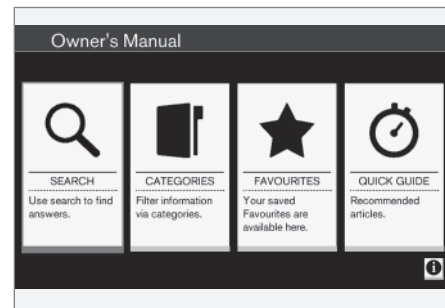 Owner's Manual
SEARCH
Use search to find
answers.
CATEGORIES
Filter information
via categories.
FAVOURITES
Your saved
Favourites are
available here.
QUICK GUIDE
Recommended
articles.